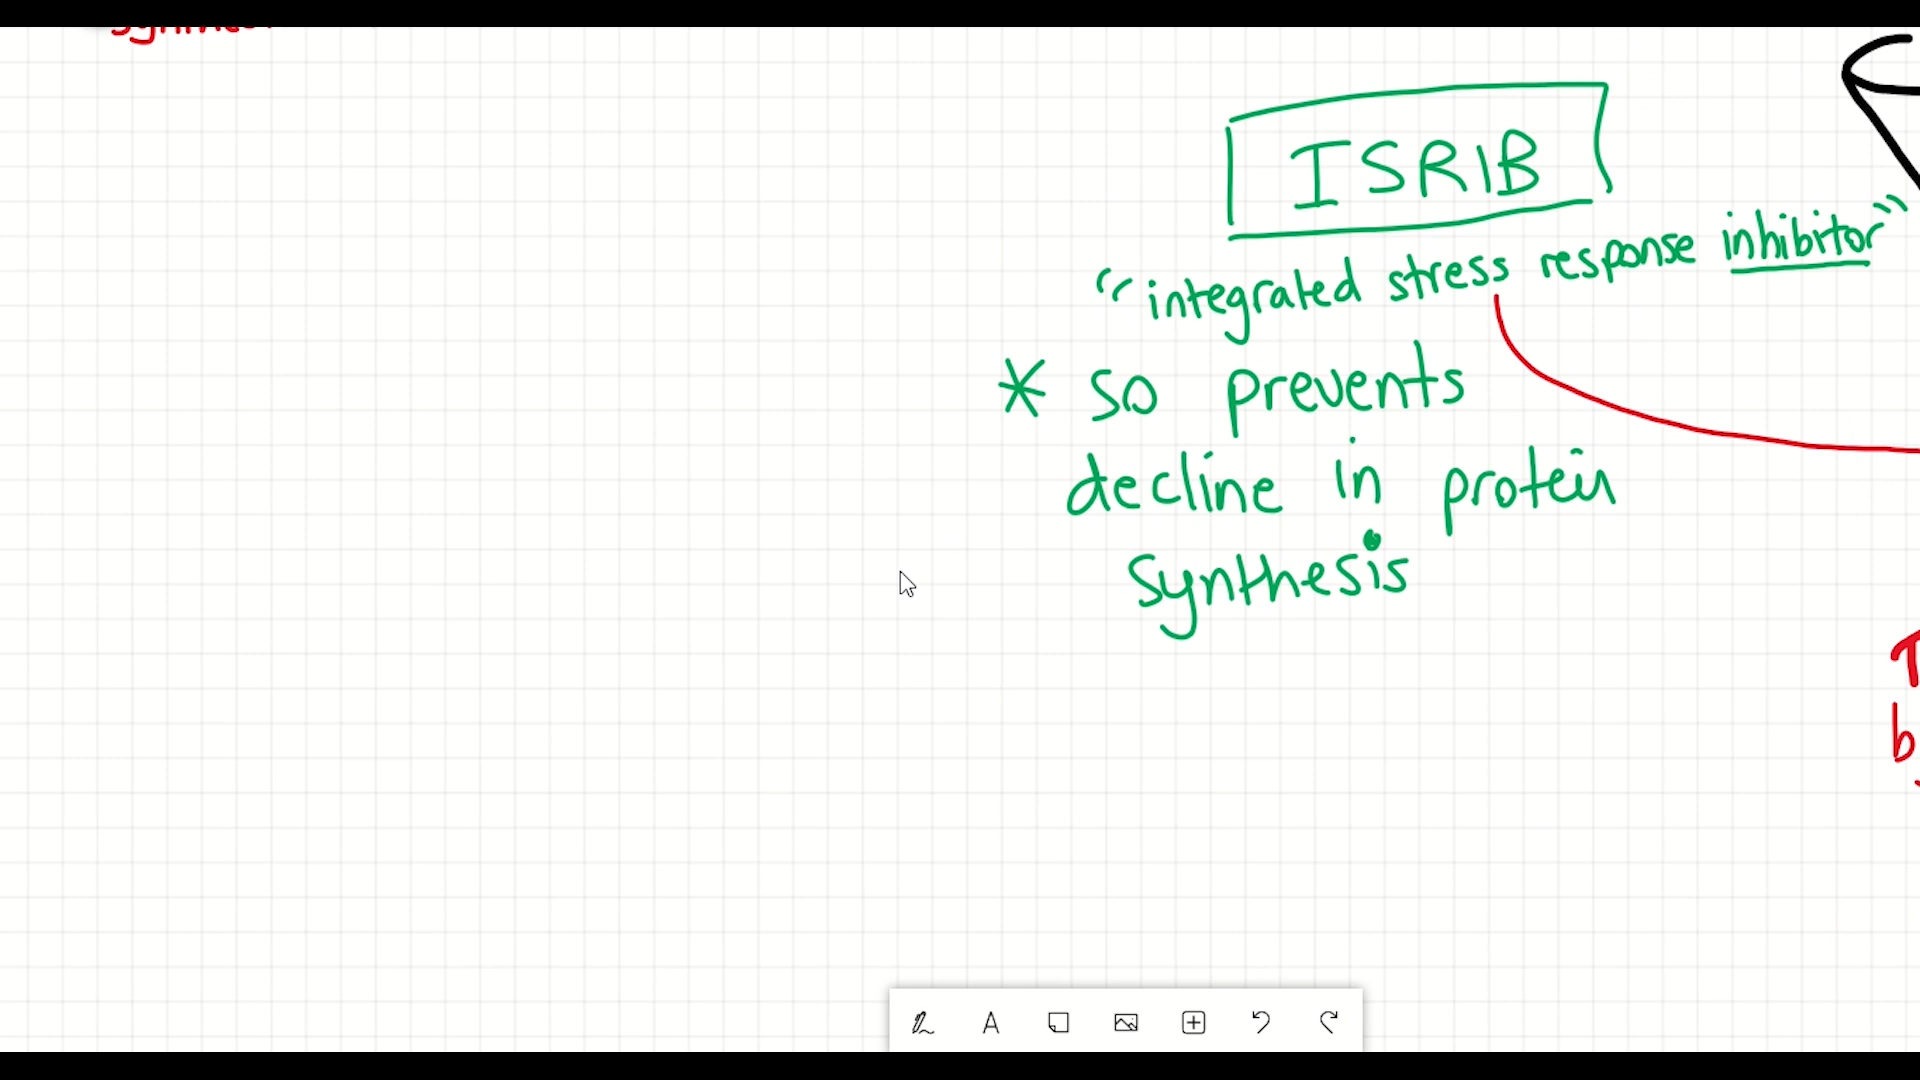 ISRIB
“integrated stress response inhibitor”
* so prevents
decline in protein
synthesis
b
A